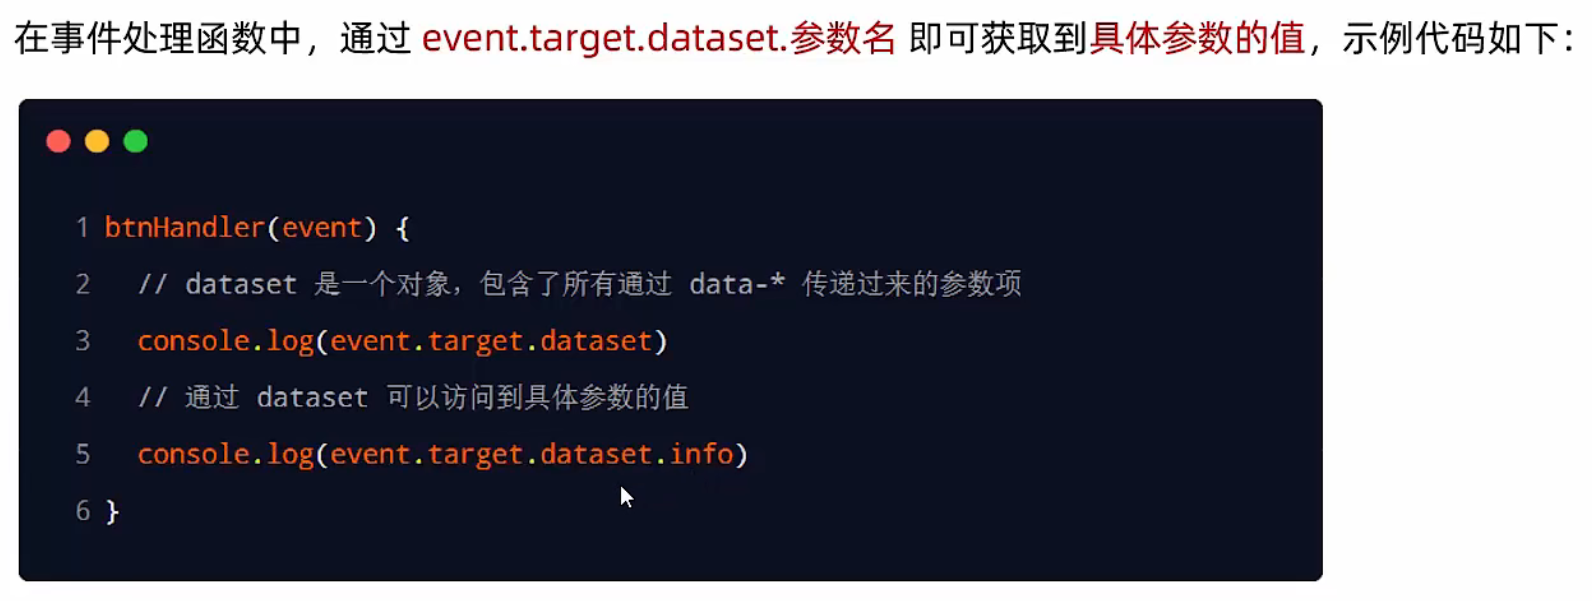 在事件处理函数中，通过 event.target.dataset.参数名 即可获取到具体参数的值，示例代码如下：
1 btnHandler(event) {
2 // dataset 是一个对象，包含了所有通过 data-* 传递过来的参数项
3 console.log(event.target.dataset)
4 // 通过 dataset 可以访问到具体参数的值
5 console.log(event.target.dataset.info)
6 }